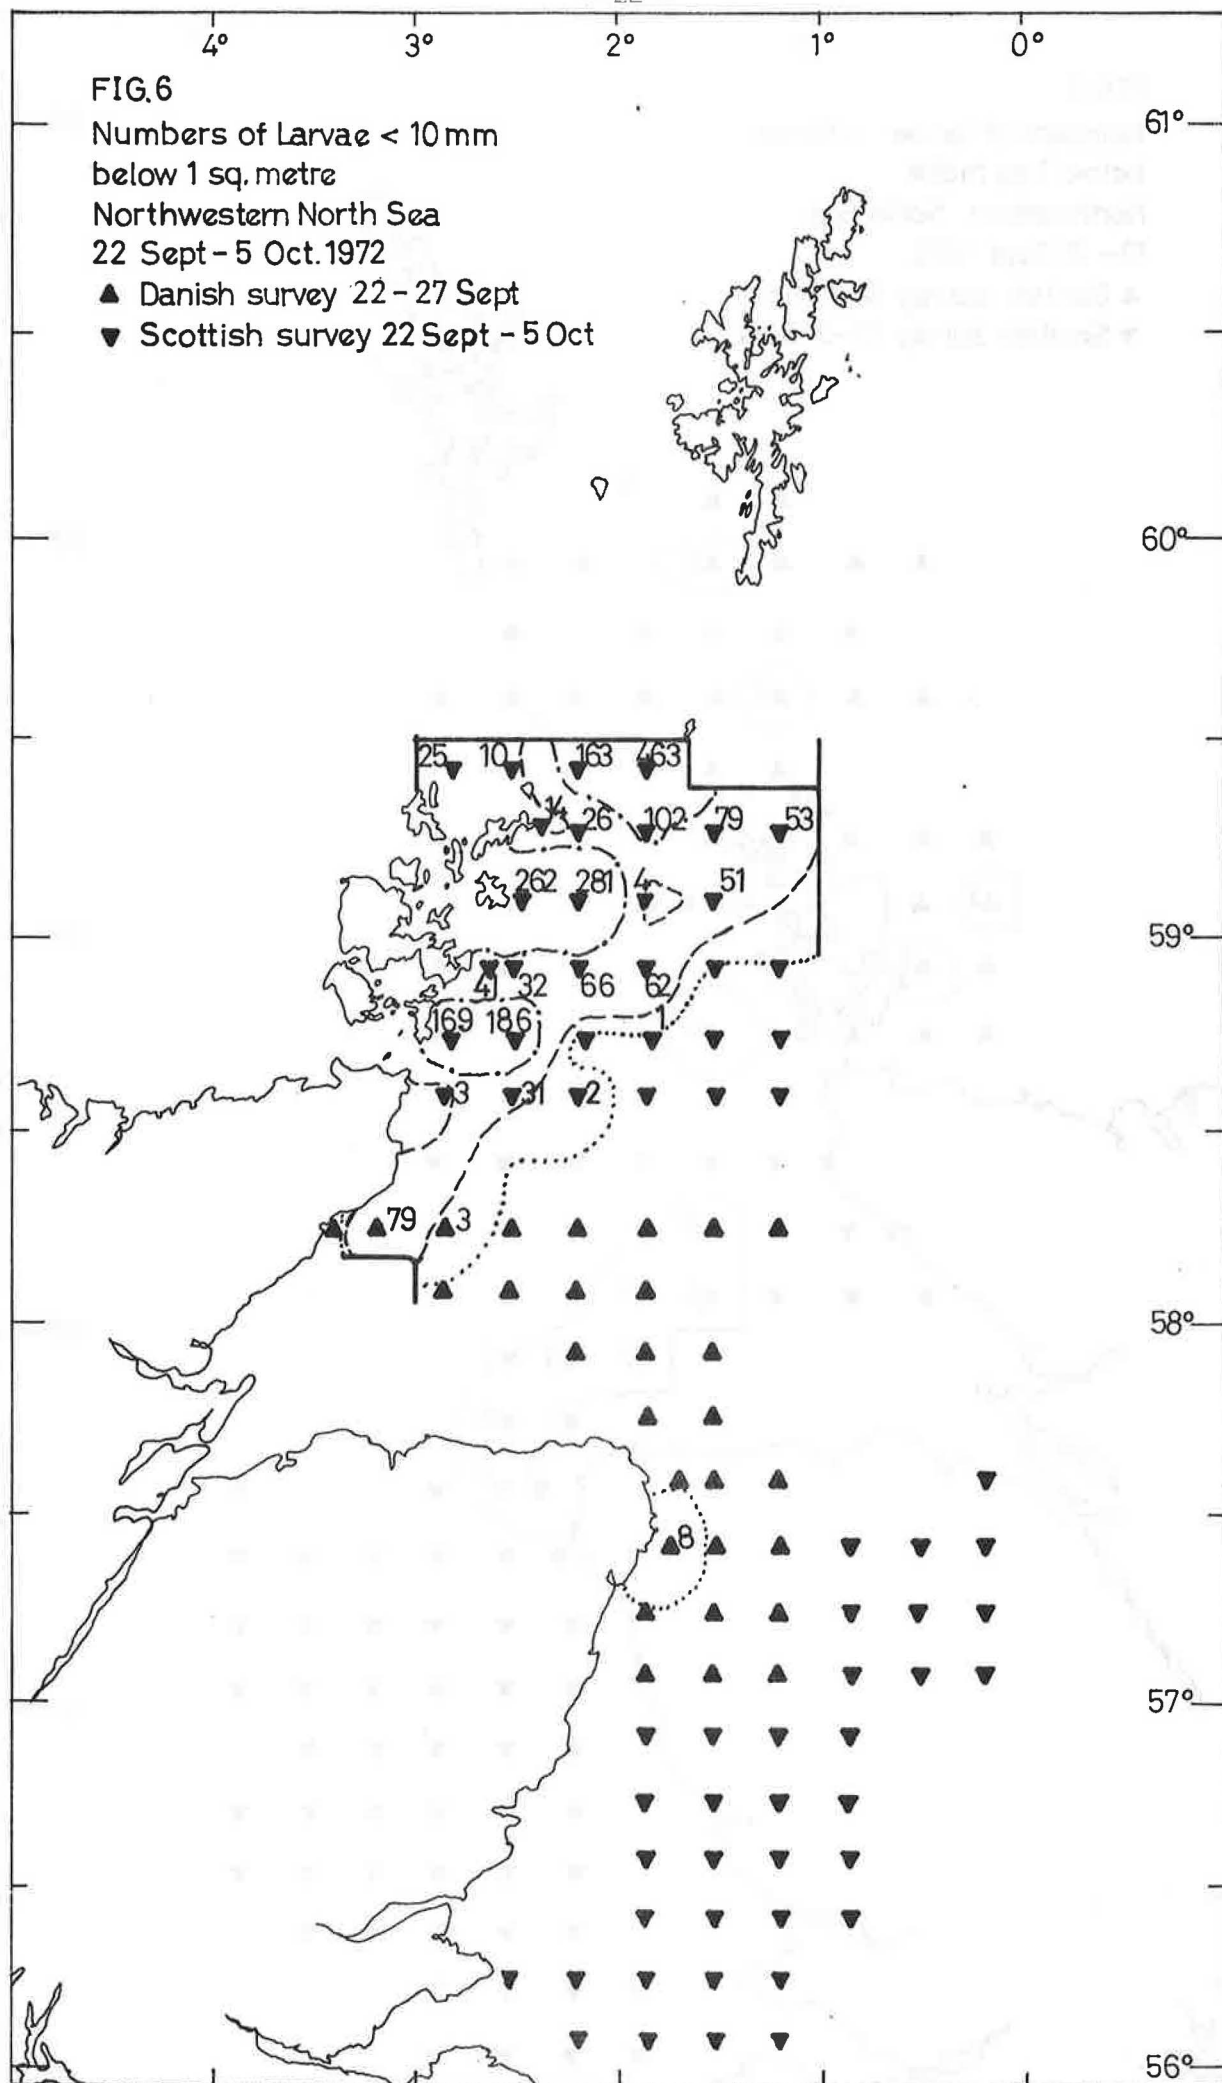 4° 3° 2° 1° 0°
FIG.6
Numbers of Larvae < 10 mm
below 1 sq. metre
Northwestern North Sea
22 Sept - 5 Oct. 1972
▲ Danish survey 22 - 27 Sept
▼ Scottish survey 22 Sept - 5 Oct
61°
60°
25 10 163 463
14 26 102 79 53
262 281 4 51
59°
41 32 66 62
169 186 1
3 31 2
79 3
58°
8
57°
56°